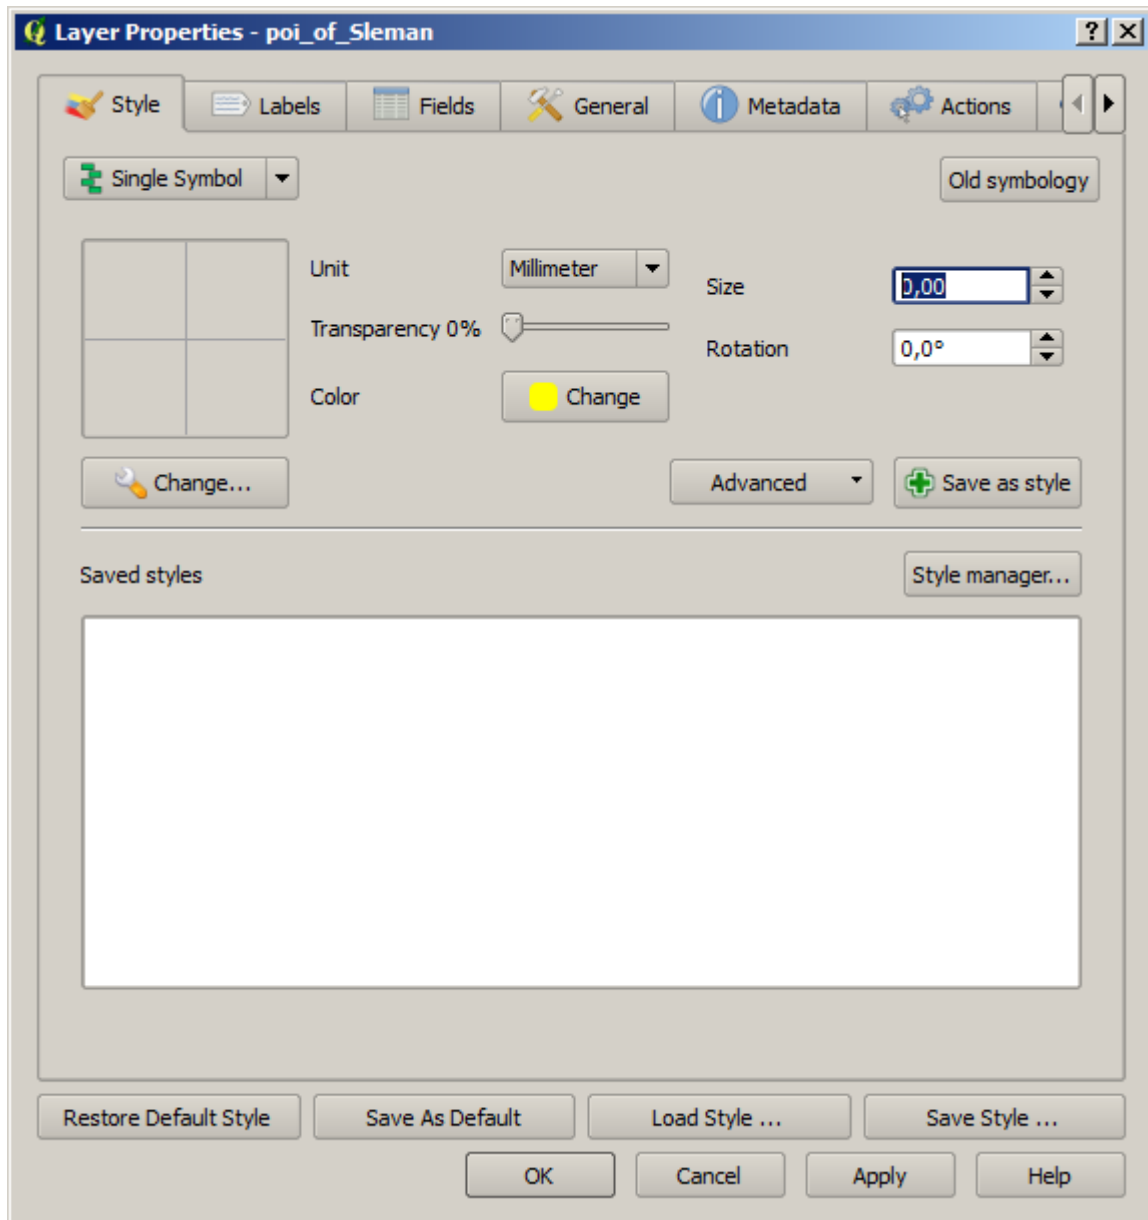 Layer Properties - poi_of_Sleman
Style Labels Fields General Metadata Actions
Single Symbol Old symbology
Unit Millimeter Size 0,00
Transparency 0% Rotation 0,0°
Color Change
Change... Advanced Save as style
Saved styles Style manager...
Restore Default Style Save As Default Load Style ... Save Style ...
OK Cancel Apply Help